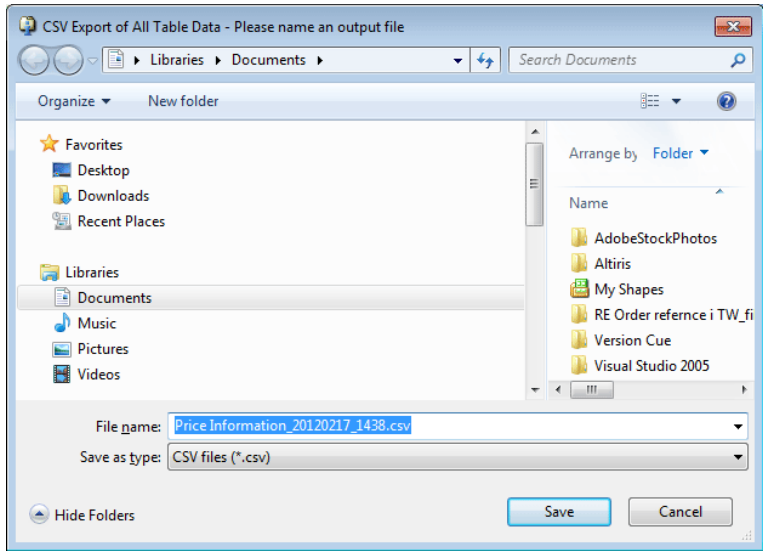 CSV Export of All Table Data - Please name an output file
Libraries Documents
Search Documents
Organize New folder
Favorites
Desktop
Downloads
Recent Places
Libraries
Documents
Music
Pictures
Videos
Arrange by Folder
Name
AdobeStockPhotos
Altiris
My Shapes
RE Order refernce i TW_fi
Version Cue
Visual Studio 2005
File name: Price Information_20120217_1438.csv
Save as type: CSV files (*.csv)
Hide Folders
Save Cancel